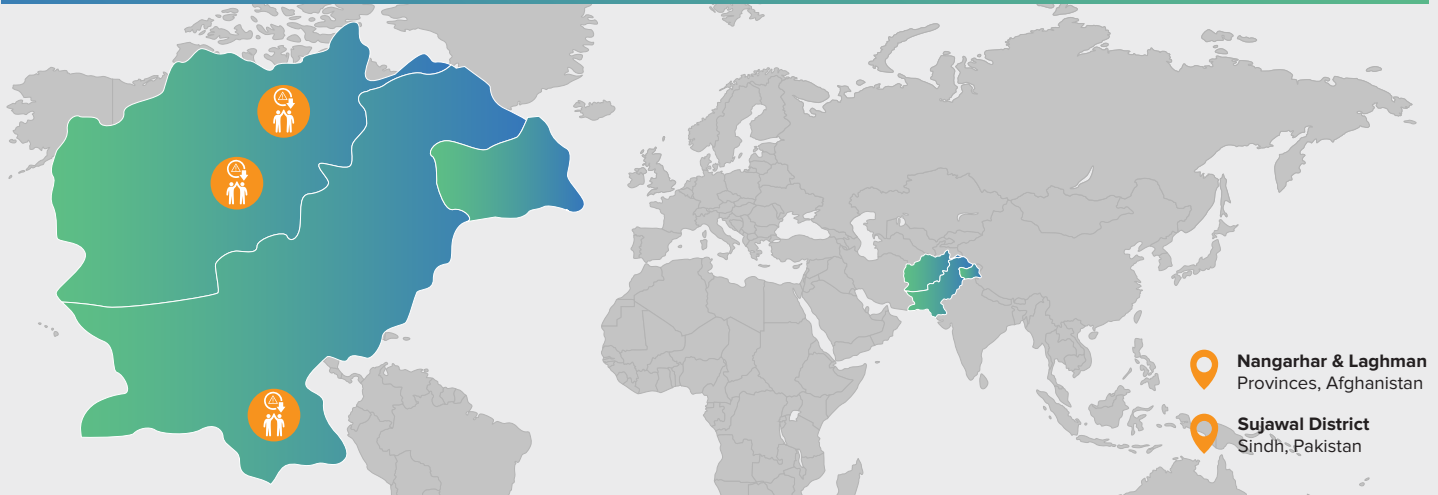 Nangarhar & Laghman
Provinces, Afghanistan
Sujawal District
Sindh, Pakistan